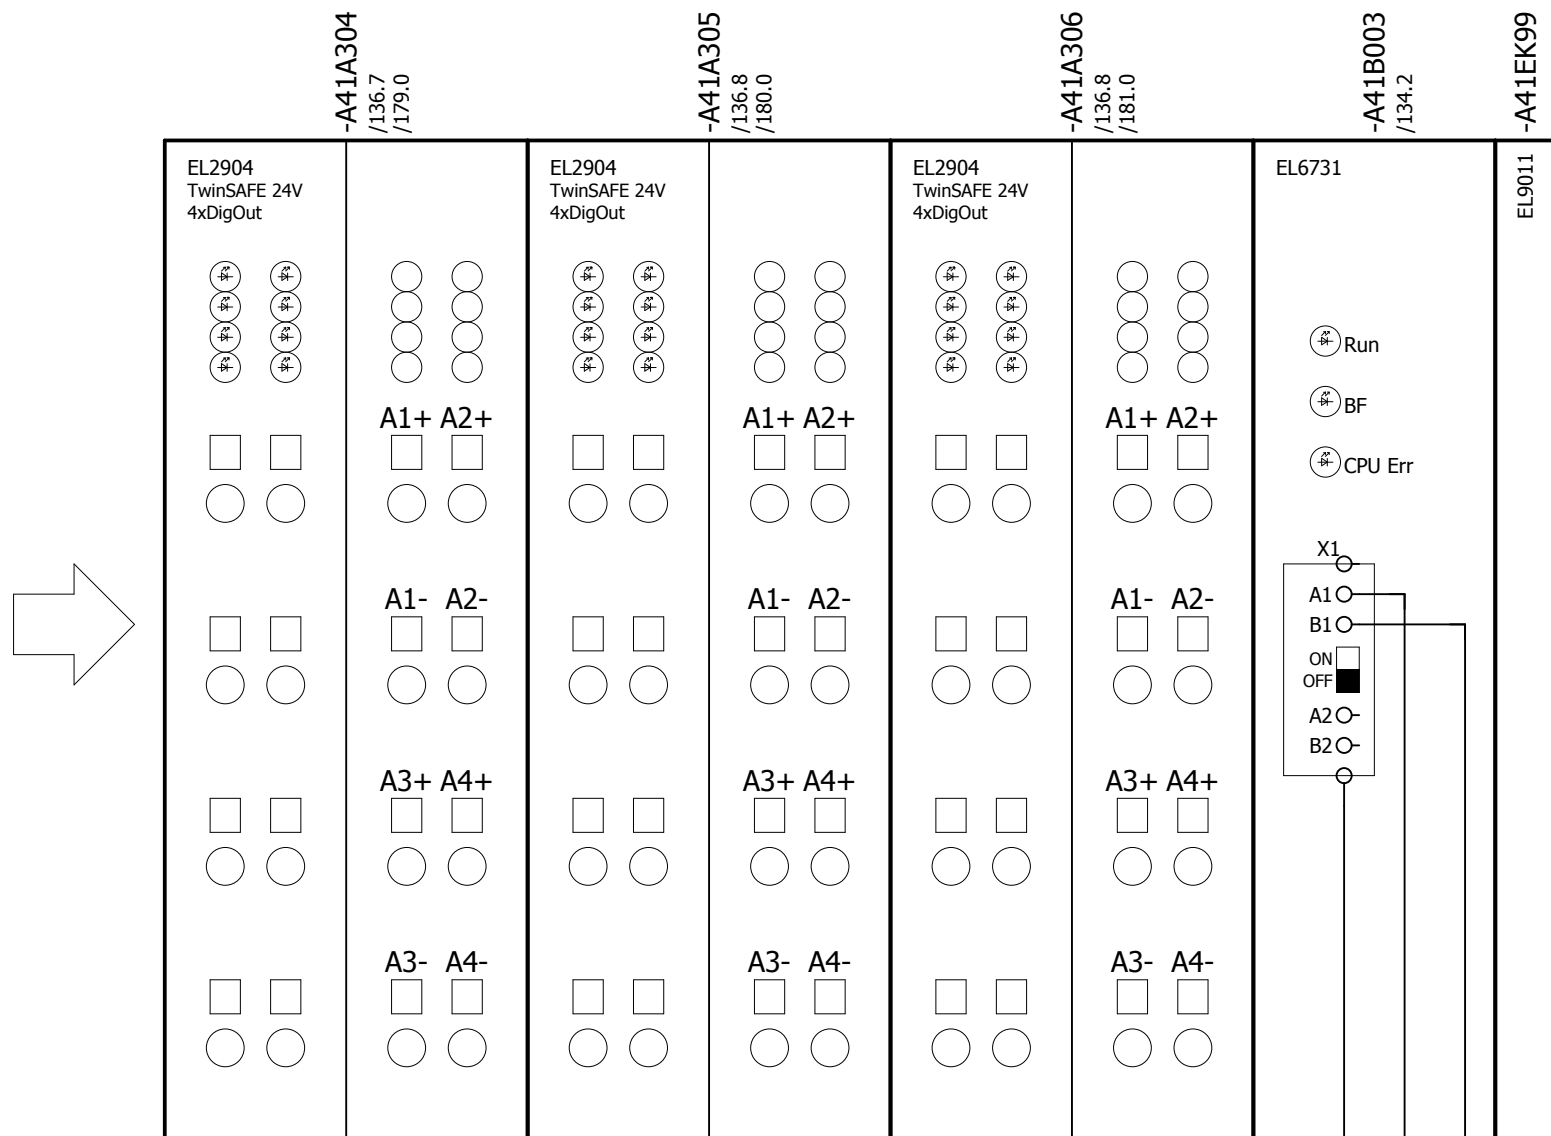 -A41A304
/136.7
/179.0
-A41A305
/136.8
/180.0
-A41A306
/136.8
/181.0
-A41B003
/134.2
-A41EK99
EL2904
TwinSAFE 24V
4xDigOut
EL2904
TwinSAFE 24V
4xDigOut
EL2904
TwinSAFE 24V
4xDigOut
EL6731
EL9011
Run
BF
CPU Err
A1+ A2+
A1+ A2+
A1+ A2+
X1
A1
B1
ON
OFF
A2
B2
A1- A2-
A1- A2-
A1- A2-
A3+ A4+
A3+ A4+
A3+ A4+
A3- A4-
A3- A4-
A3- A4-